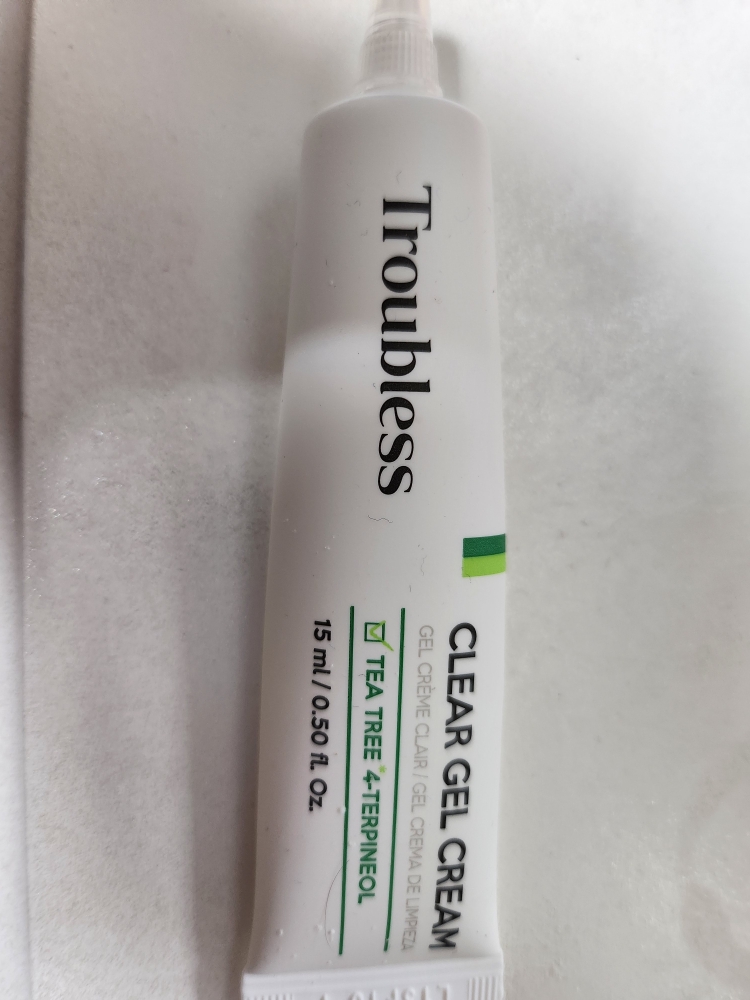 Troubless
CLEAR GEL CREAM
GEL CRÈME CLAIR / GEL CREMA DE LIMPIEZA
TEA TREE *4-TERPINEOL
15 ml / 0.50 fl. Oz.